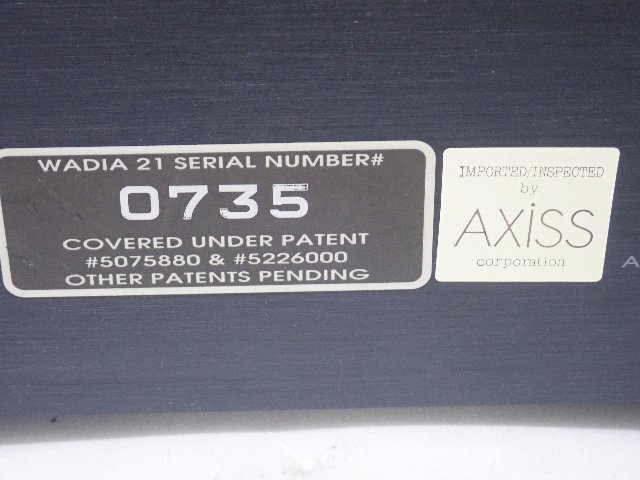 WADIA 21 SERIAL NUMBER#
0735
COVERED UNDER PATENT
#5075880 & #5226000
OTHER PATENTS PENDING
IMPORTED/INSPECTED
by
AXiSS
corporation
A